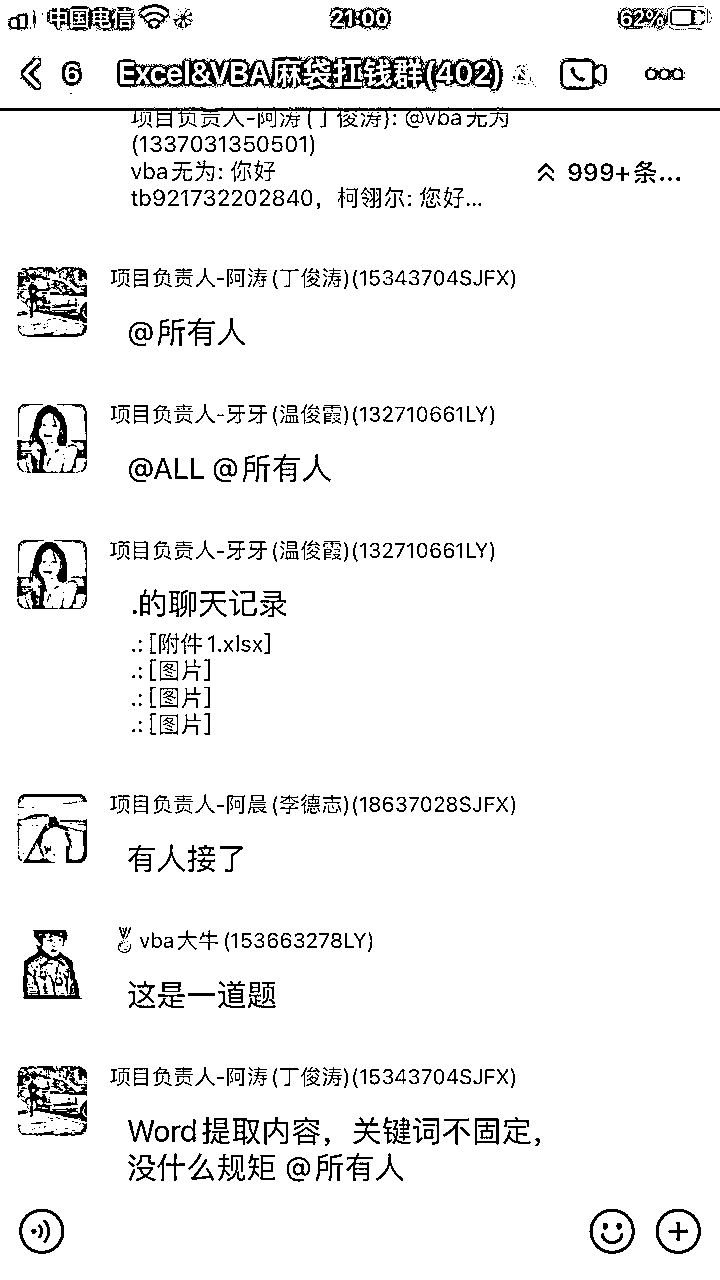 中国电信
21:00
62%
6
Excel&VBA麻袋扛钱群(402)
项目负责人-阿涛(丁俊涛): @vba无为
(1337031350501)
vba无为: 你好
tb921732202840，柯翎尔: 您好...
999+条...
项目负责人-阿涛(丁俊涛)(15343704SJFX)
@所有人
项目负责人-牙牙(温俊霞)(132710661LY)
@ALL @所有人
项目负责人-牙牙(温俊霞)(132710661LY)
.的聊天记录
.: [附件1.xlsx]
.: [图片]
.: [图片]
.: [图片]
项目负责人-阿晨(李德志)(18637028SJFX)
有人接了
vba大牛(153663278LY)
这是一道题
项目负责人-阿涛(丁俊涛)(15343704SJFX)
Word提取内容，关键词不固定，
没什么规矩 @所有人